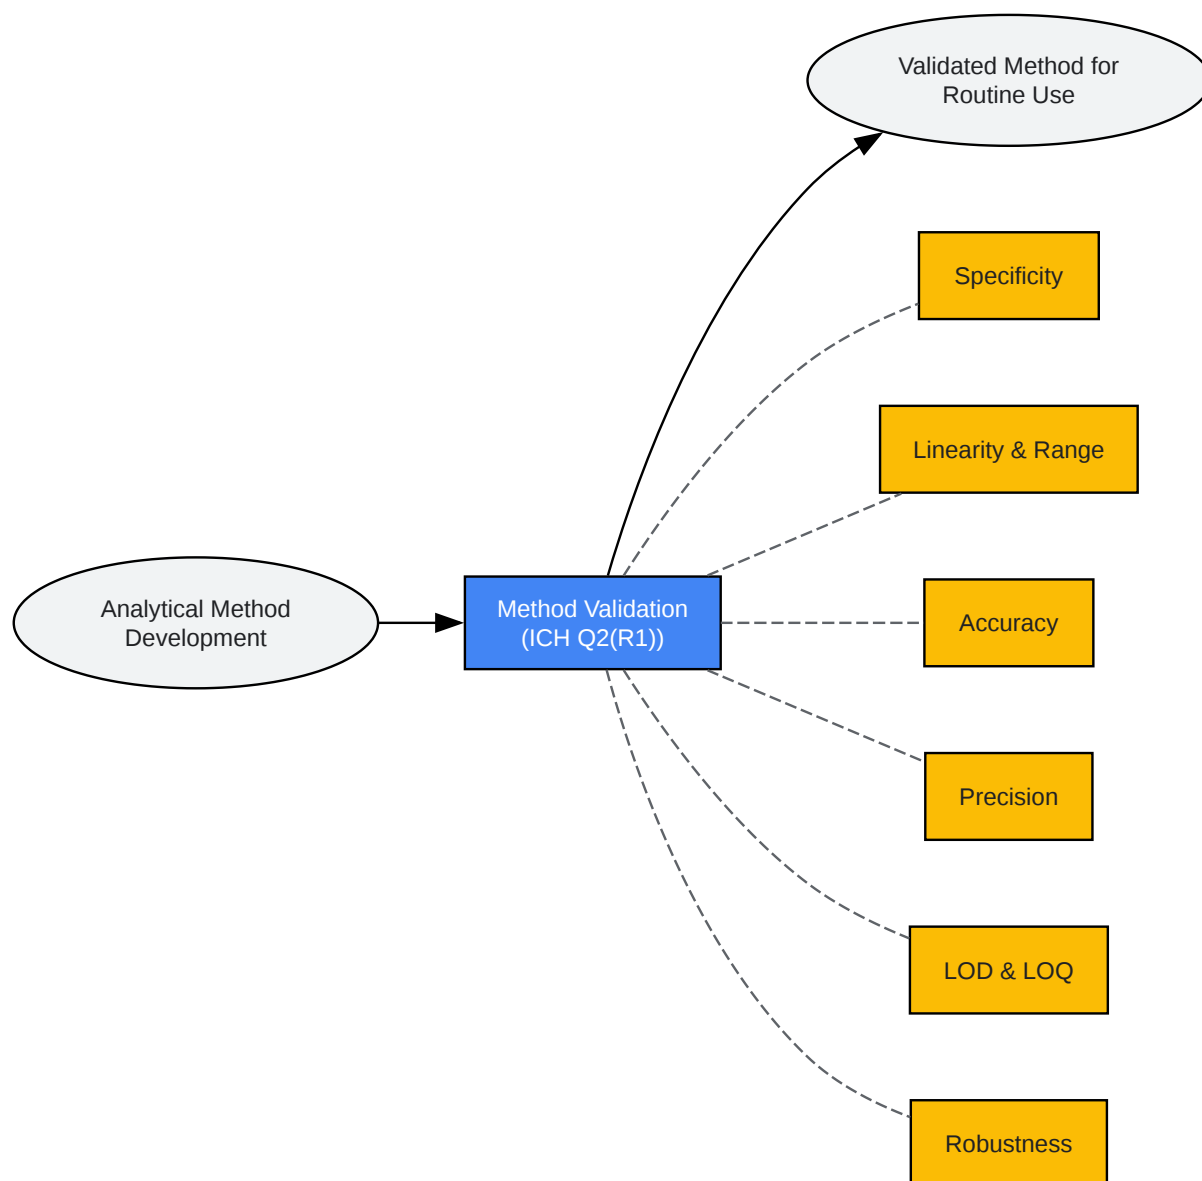 Validated Method for
Routine Use
Specificity
Linearity & Range
Analytical Method
Development
Method Validation
(ICH Q2(R1))
Accuracy
Precision
LOD & LOQ
Robustness